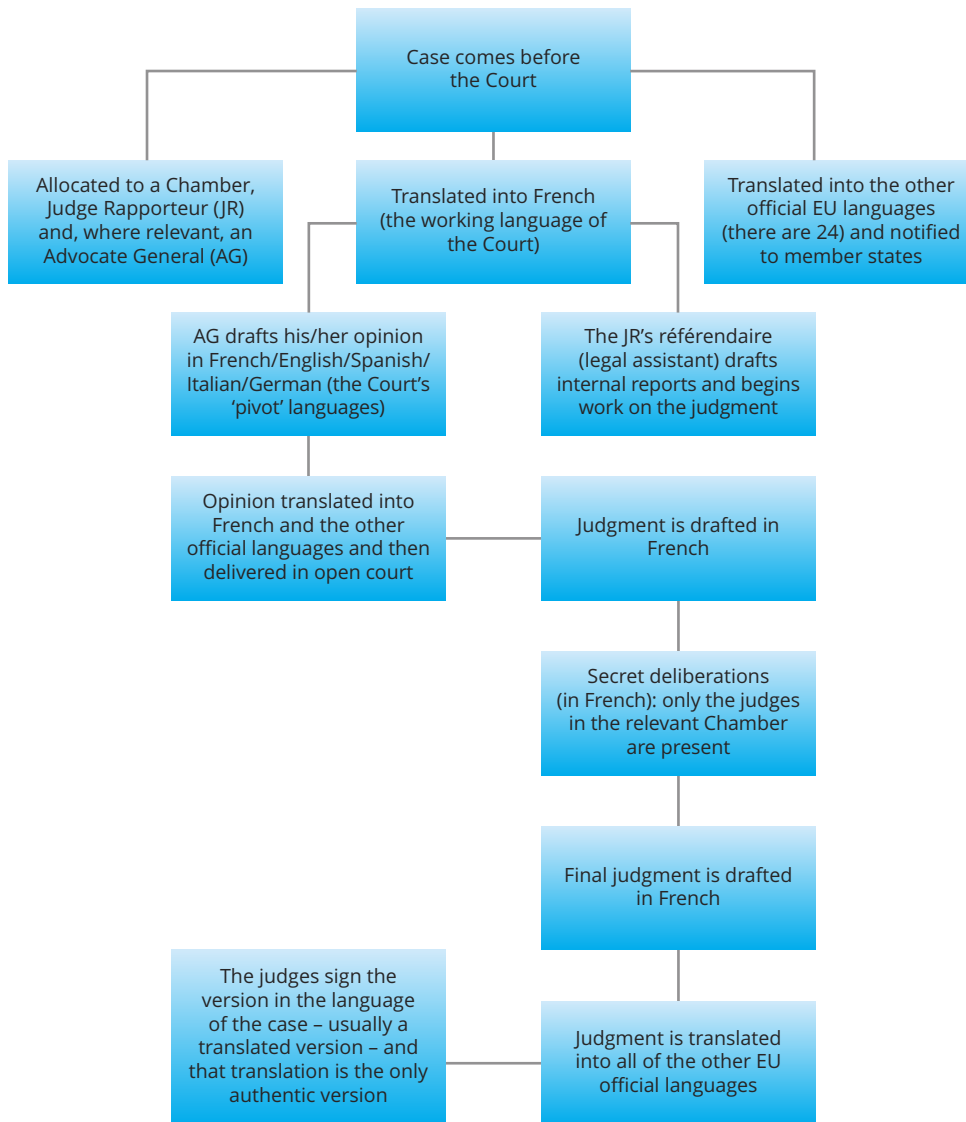 Case comes before
the Court
Allocated to a Chamber,
Judge Rapporteur (JR)
and, where relevant, an
Advocate General (AG)
Translated into French
(the working language of
the Court)
Translated into the other
official EU languages
(there are 24) and notified
to member states
AG drafts his/her opinion
in French/English/Spanish/
Italian/German (the Court’s
‘pivot’ languages)
The JR’s référendaire
(legal assistant) drafts
internal reports and begins
work on the judgment
Opinion translated into
French and the other
official languages and then
delivered in open court
Judgment is drafted in
French
Secret deliberations
(in French): only the judges
in the relevant Chamber
are present
Final judgment is drafted
in French
Judgment is translated
into all of the other EU
official languages
The judges sign the
version in the language
of the case – usually a
translated version – and
that translation is the only
authentic version